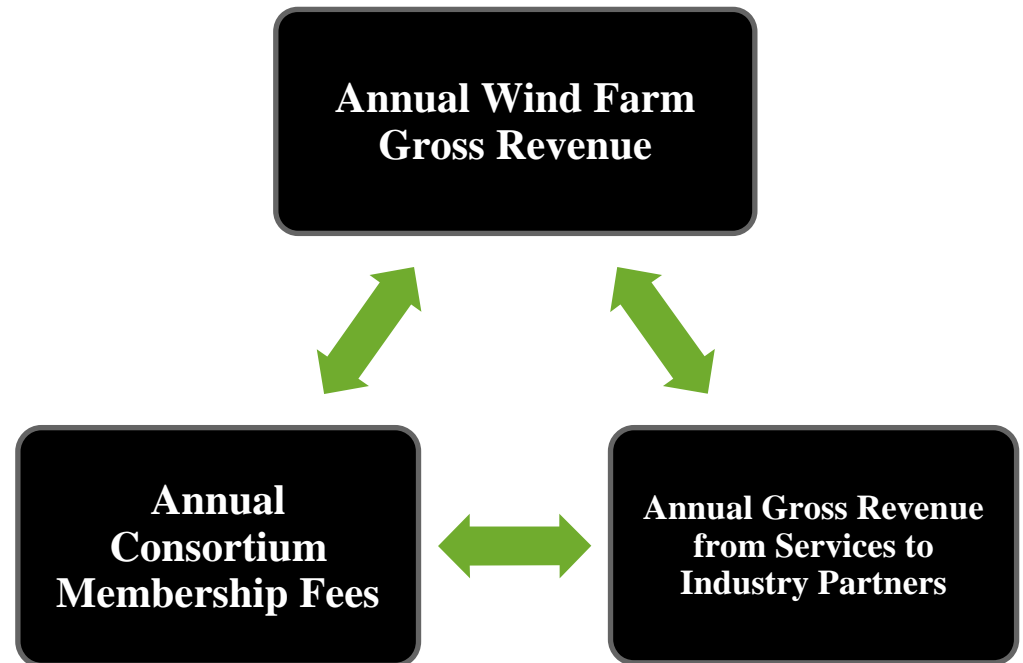 Annual Wind Farm
Gross Revenue
Annual
Consortium
Membership Fees
Annual Gross Revenue
from Services to
Industry Partners